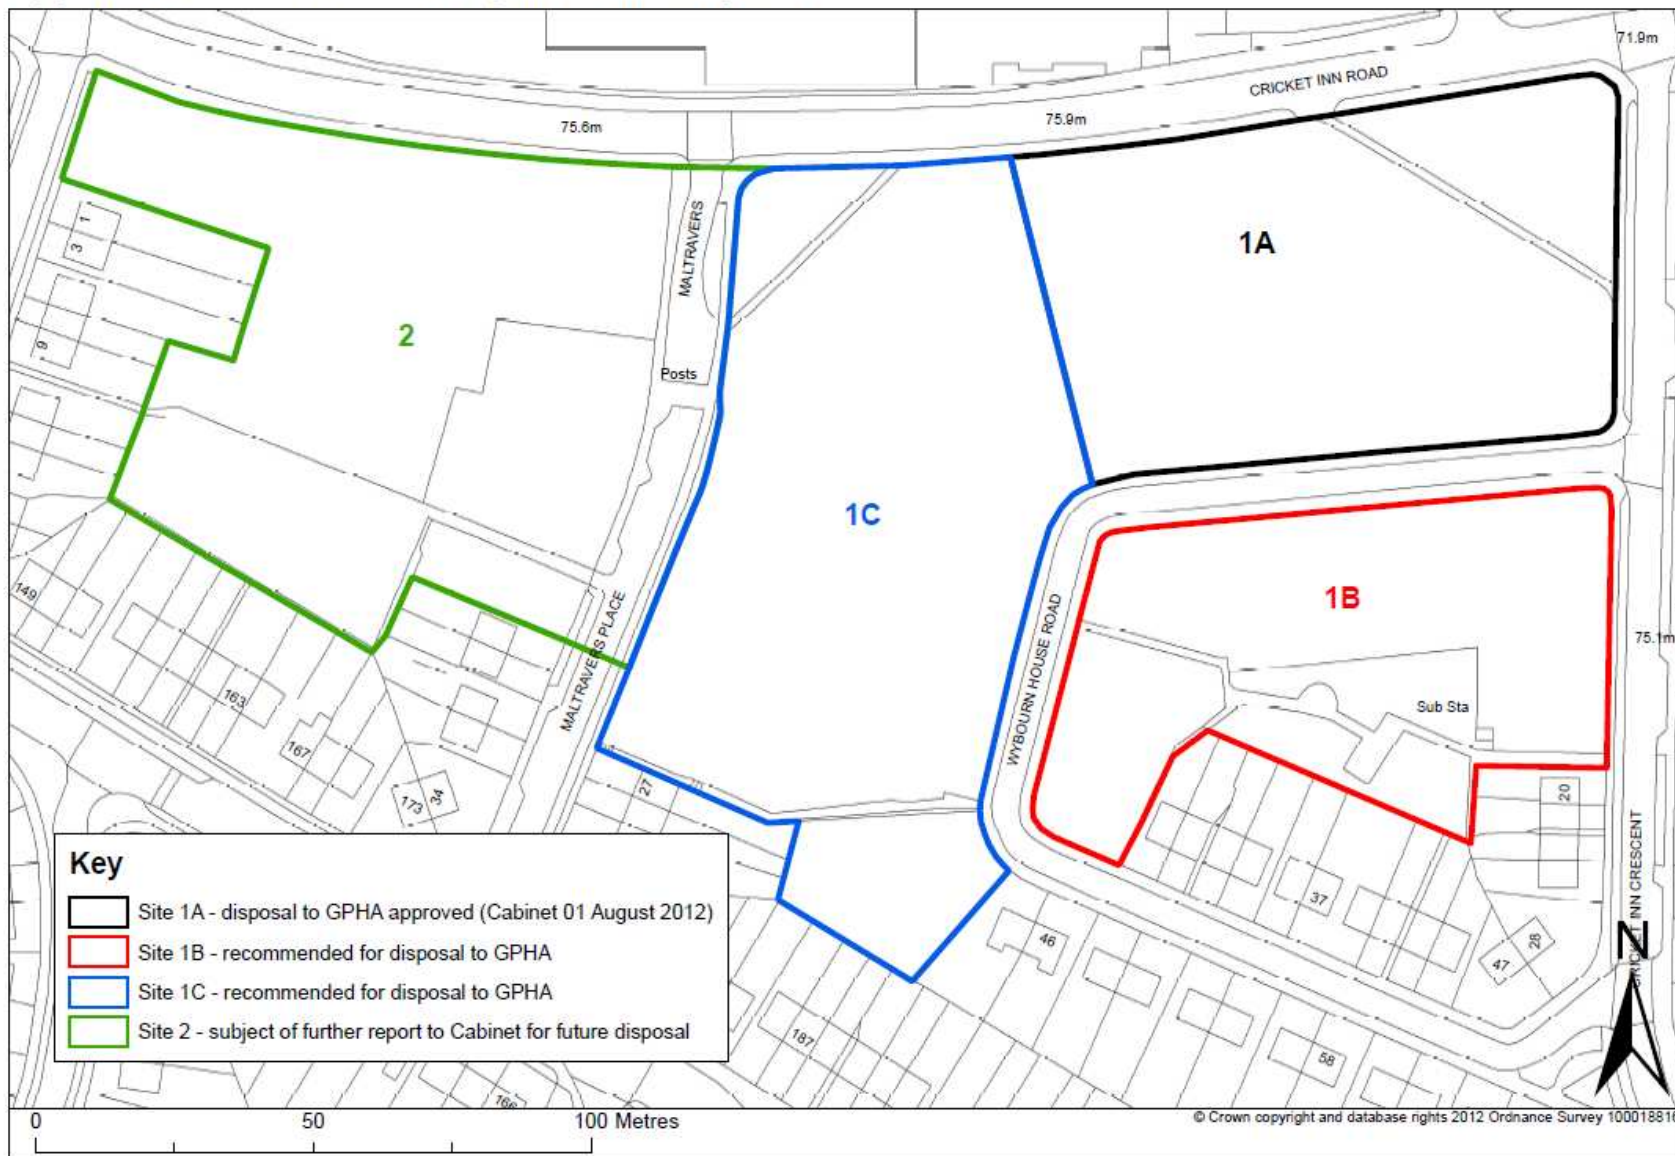 71.9m
CRICKET INN ROAD
75.6m
75.9m
1A
1
3
MALTRAVERS
2
9
Posts
1C
149
1B
MALTRAVERS PLACE
WYBOURN HOUSE ROAD
75.1m
163
Sub Sta
167
27
20
173
34
CRICKET INN CRESCENT
37
46
28
47
N
187
58
Key
Site 1A - disposal to GPHA approved (Cabinet 01 August 2012)
Site 1B - recommended for disposal to GPHA
Site 1C - recommended for disposal to GPHA
Site 2 - subject of further report to Cabinet for future disposal
0
50
100 Metres
© Crown copyright and database rights 2012 Ordnance Survey 100018816